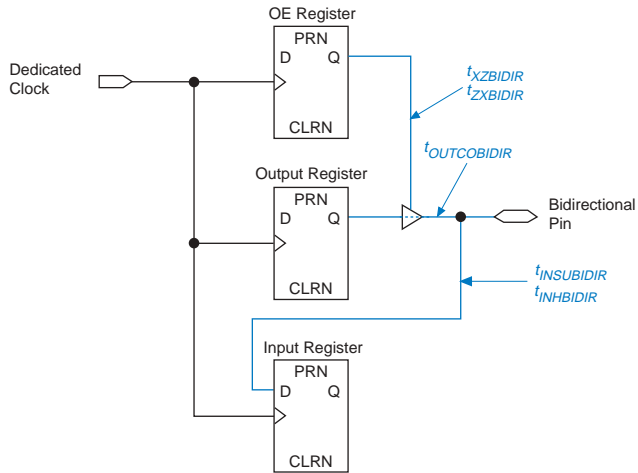 OE Register
PRN
D Q
CLRN
Dedicated
Clock
tXZBIDIR
tZXBIDIR
tOUTCOBIDIR
Output Register
PRN
D Q
CLRN
Bidirectional
Pin
tINSUBIDIR
tINHBIDIR
Input Register
PRN
D Q
CLRN